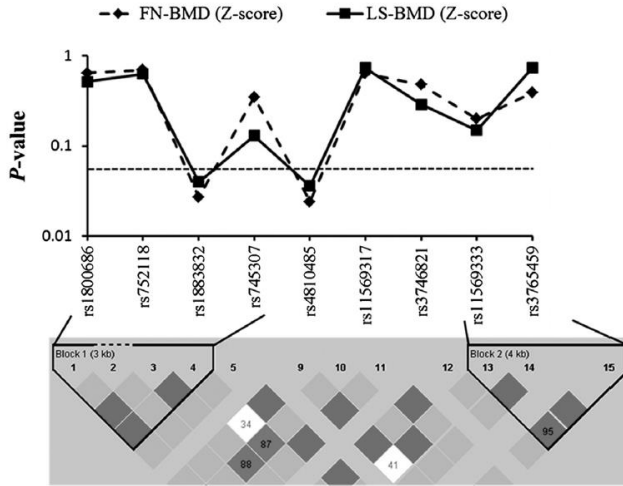 FN-BMD (Z-score) LS-BMD (Z-score)
1
0.1
0.01
P-value
rs1800686 rs752118 rs1883832 rs745307 rs4810485 rs11569317 rs3746821 rs11569333 rs3765459
Block 1 (3 kb) Block 2 (4 kb)
1 2 3 4 5 9 10 11 12 13 14 15
34
87
95
88
41